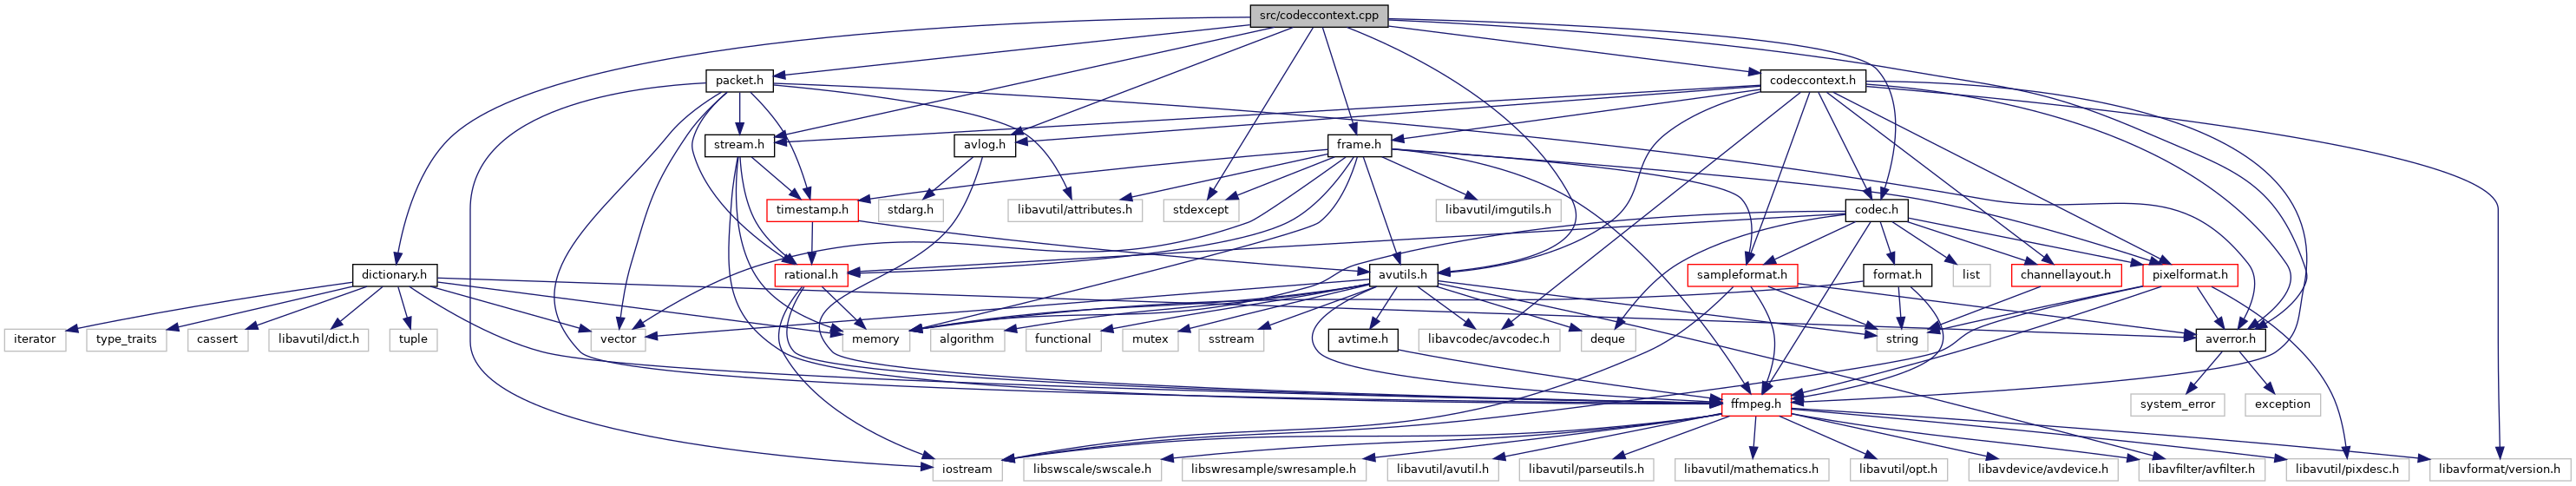 src/codeccontext.cpp
packet.h
codeccontext.h
stream.h
avlog.h
frame.h
timestamp.h
stdarg.h
libavutil/attributes.h
stdexcept
libavutil/imgutils.h
codec.h
dictionary.h
rational.h
avutils.h
sampleformat.h
format.h
list
channellayout.h
pixelformat.h
iterator
type_traits
cassert
libavutil/dict.h
tuple
vector
memory
algorithm
functional
mutex
sstream
avtime.h
libavcodec/avcodec.h
deque
string
averror.h
ffmpeg.h
system_error
exception
iostream
libswscale/swscale.h
libswresample/swresample.h
libavutil/avutil.h
libavutil/parseutils.h
libavutil/mathematics.h
libavutil/opt.h
libavdevice/avdevice.h
libavfilter/avfilter.h
libavutil/pixdesc.h
libavformat/version.h